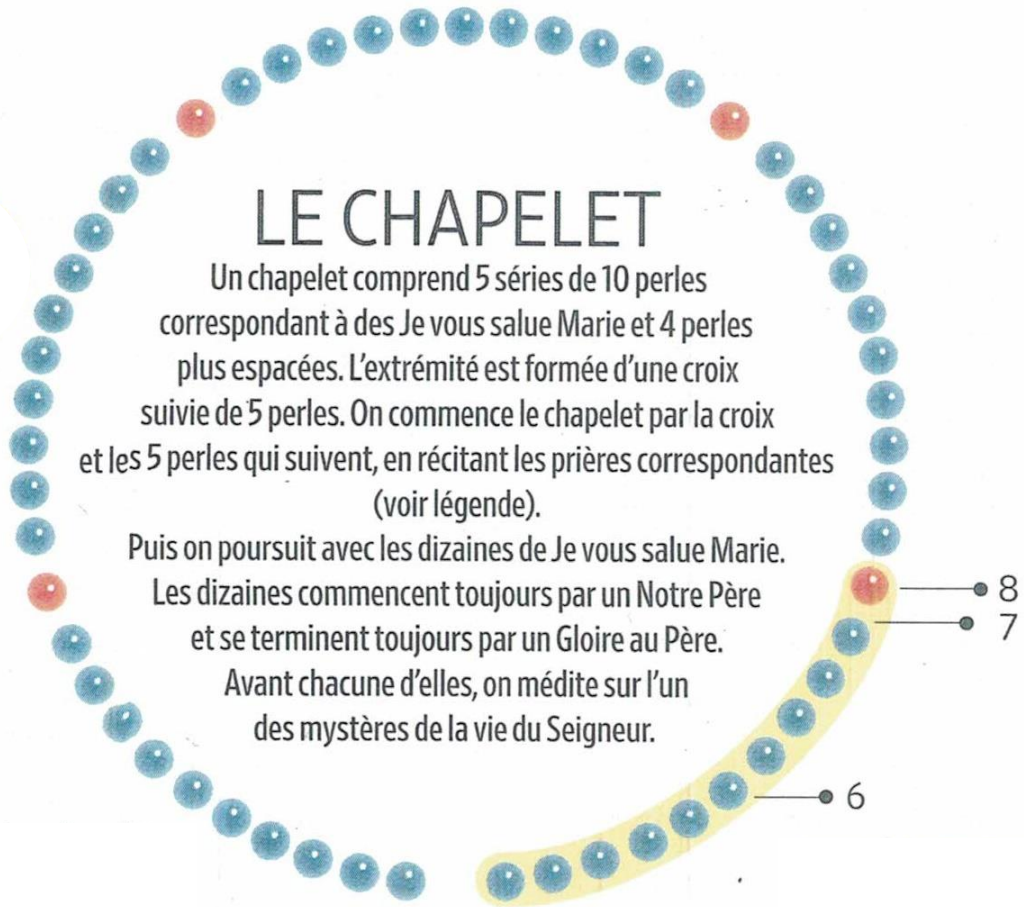 LE CHAPELET
Un chapelet comprend 5 séries de 10 perles
correspondant à des Je vous salue Marie et 4 perles
plus espacées. L'extrémité est formée d'une croix
suivie de 5 perles. On commence le chapelet par la croix
et les 5 perles qui suivent, en récitant les prières correspondantes
(voir légende).
Puis on poursuit avec les dizaines de Je vous salue Marie.
Les dizaines commencent toujours par un Notre Père
et se terminent toujours par un Gloire au Père.
Avant chacune d'elles, on médite sur l'un
des mystères de la vie du Seigneur.
8
7
6